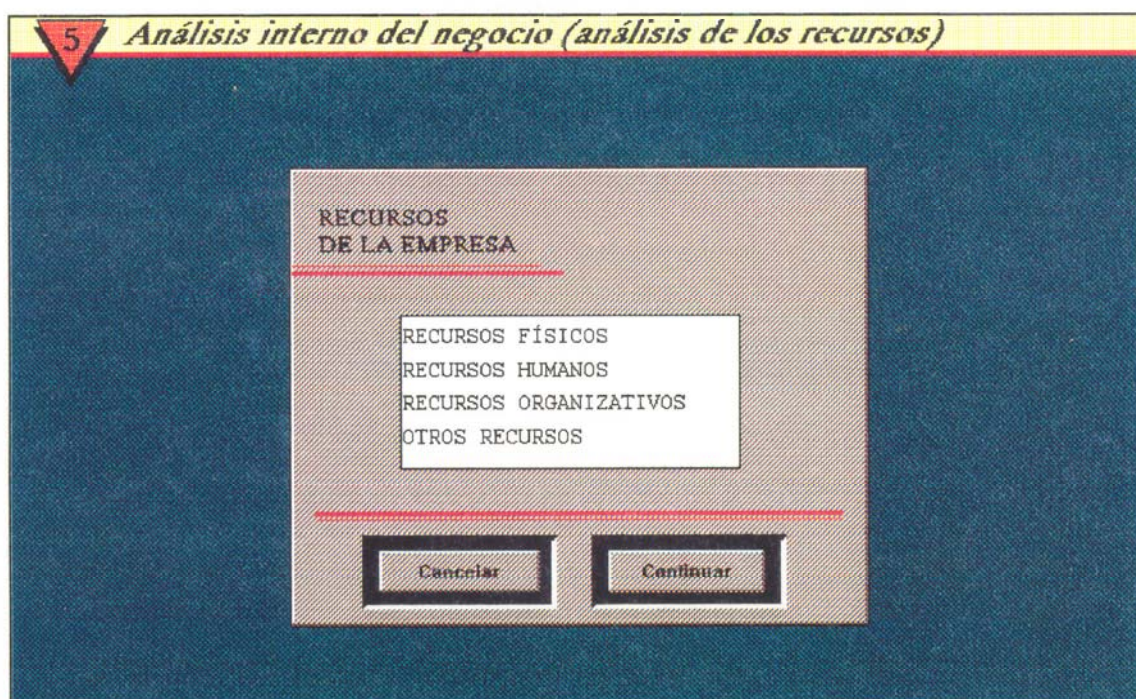 5 Análisis interno del negocio (análisis de los recursos)
RECURSOS
DE LA EMPRESA
RECURSOS FÍSICOS
RECURSOS HUMANOS
RECURSOS ORGANIZATIVOS
OTROS RECURSOS
Cancelar Continuar